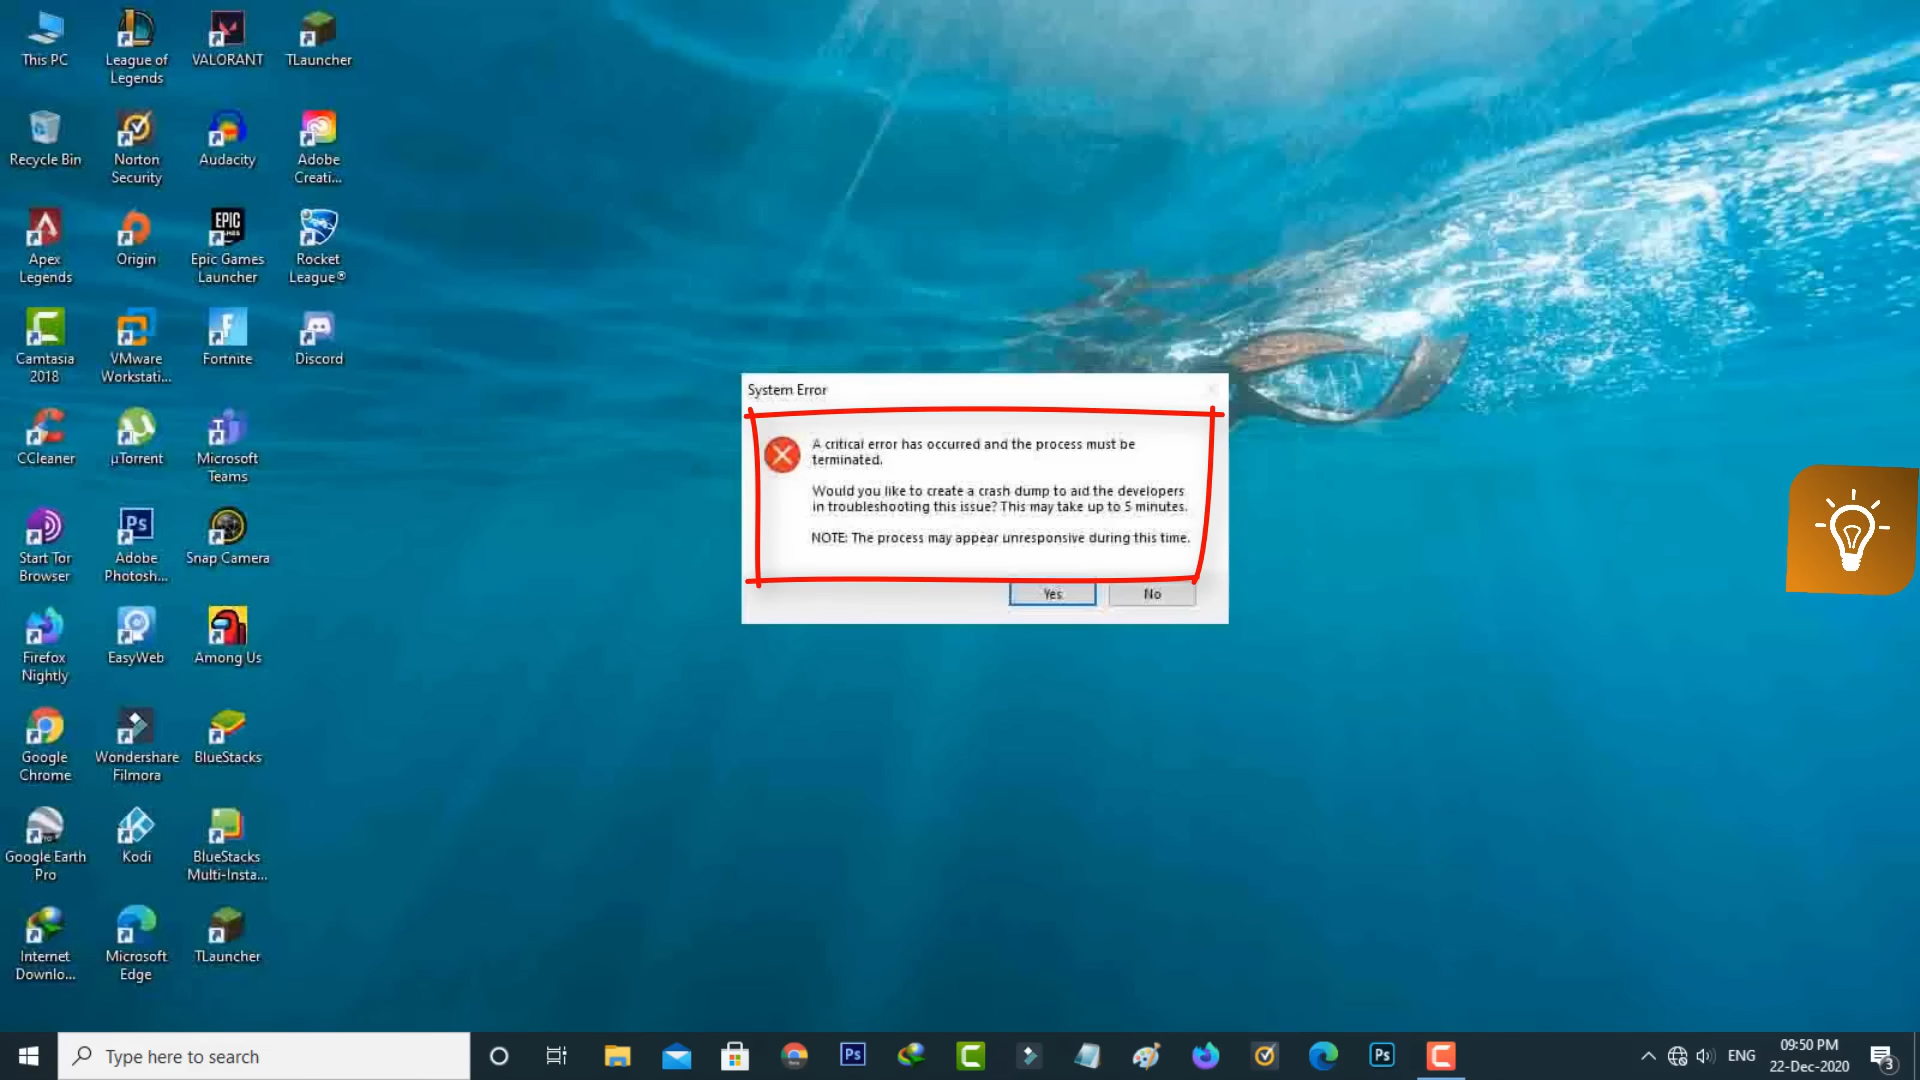 This PC
League of
Legends
VALORANT
TLauncher
Recycle Bin
Norton
Security
Audacity
Adobe
Creati...
Apex
Legends
Origin
EPIC
GAMES
Epic Games
Launcher
Rocket
League®
Camtasia
2018
VMware
Workstati...
Fortnite
Discord
CCleaner
µTorrent
Microsoft
Teams
Start Tor
Browser
Ps
Adobe
Photosh...
Snap Camera
Firefox
Nightly
EasyWeb
Among Us
Google
Chrome
Wondershare
Filmora
BlueStacks
Google Earth
Pro
Kodi
BlueStacks
Multi-Insta...
Internet
Downlo...
Microsoft
Edge
TLauncher
System Error
A critical error has occurred and the process must be
terminated.
Would you like to create a crash dump to aid the developers
in troubleshooting this issue? This may take up to 5 minutes.
NOTE: The process may appear unresponsive during this time.
Yes
No
Type here to search
Ps
Ps
ENG
09:50 PM
22-Dec-2020
3